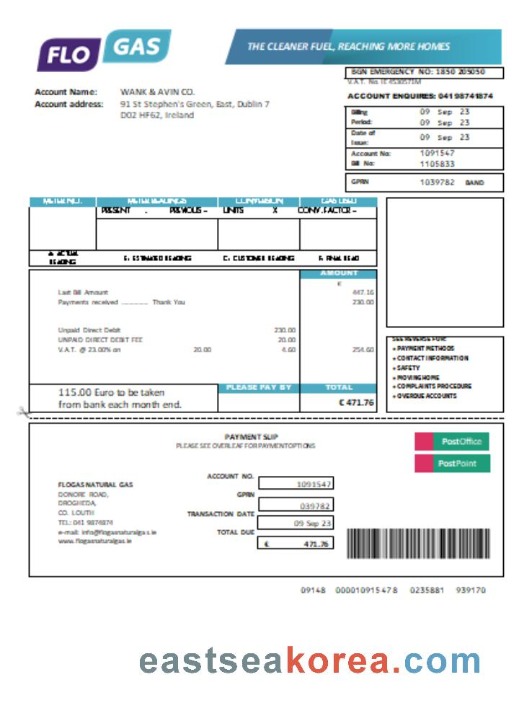 FLO GAS
THE CLEANER FUEL, REACHING MORE HOMES
BGN EMERGENCY NO: 1850 205050
V.A.T. No. IE 4530571M
ACCOUNT ENQUIRES: 041 98741874
Account Name: WANK & AVIN CO.
Account address: 91 St Stephen's Green, East, Dublin 7
D02 HF62, Ireland
Billing 09 Sep 23
Period: 09 Sep 23
Date of
Issue: 09 Sep 23
Account No: 1091547
Bill No: 1105833
GPRN 1039782 BAND
METER NO. METER READINGS CONVERSION GAS USED
PRESENT - PREVIOUS = UNITS X CONV.FACTOR =
A: ACTUAL
READING
E: ESTIMATED READING C: CUSTOMER READING F: FINAL READ
AMOUNT
€
Last Bill Amount 447.16
Payments received .............. Thank You 230.00
Unpaid Direct Debit 230.00
UNPAID DIRECT DEBIT FEE 20.00
V.A.T. @ 23.00% on 20.00 4.60 254.60
115.00 Euro to be taken
from bank each month end.
PLEASE PAY BY TOTAL
€ 471.76
SEE REVERSE FOR:
• PAYMENT METHODS
• CONTACT INFORMATION
• SAFETY
• MOVING HOME
• COMPLAINTS PROCEDURE
• OVERDUE ACCOUNTS
PAYMENT SLIP
PLEASE SEE OVERLEAF FOR PAYMENT OPTIONS
PostOffice
PostPoint
FLOGAS NATURAL GAS
DONORE ROAD,
DROGHEDA,
CO. LOUTH
TEL: 041 9874874
e-mail: info@flogasnaturalgas.ie
www.flogasnaturalgas.ie
ACCOUNT NO. 1091547
GPRN 039782
TRANSACTION DATE 09 Sep 23
TOTAL DUE € 471.76
09148 000010915478 0235881 939170
eastseakorea.com